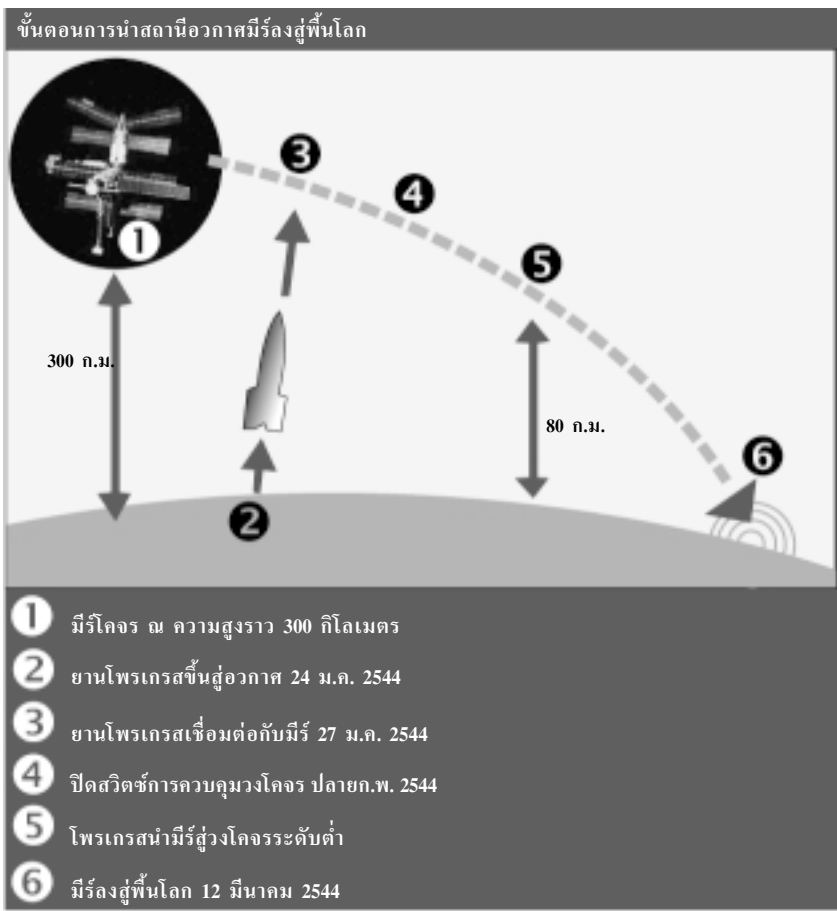 ขั้นตอนการนำสถานีอวกาศมีร์ลงสู่พื้นโลก
3
4
1
5
300 ก.ม.
80 ก.ม.
6
2
1 มีร์โคจร ณ ความสูงราว 300 กิโลเมตร
2 ยานโพรเกรสขึ้นสู่อวกาศ 24 ม.ค. 2544
3 ยานโพรเกรสเชื่อมต่อกับมีร์ 27 ม.ค. 2544
4 ปิดสวิตซ์การควบคุมวงโคจร ปลายก.พ. 2544
5 โพรเกรสนำมีร์สู่วงโคจรระดับต่ำ
6 มีร์ลงสู่พื้นโลก 12 มีนาคม 2544